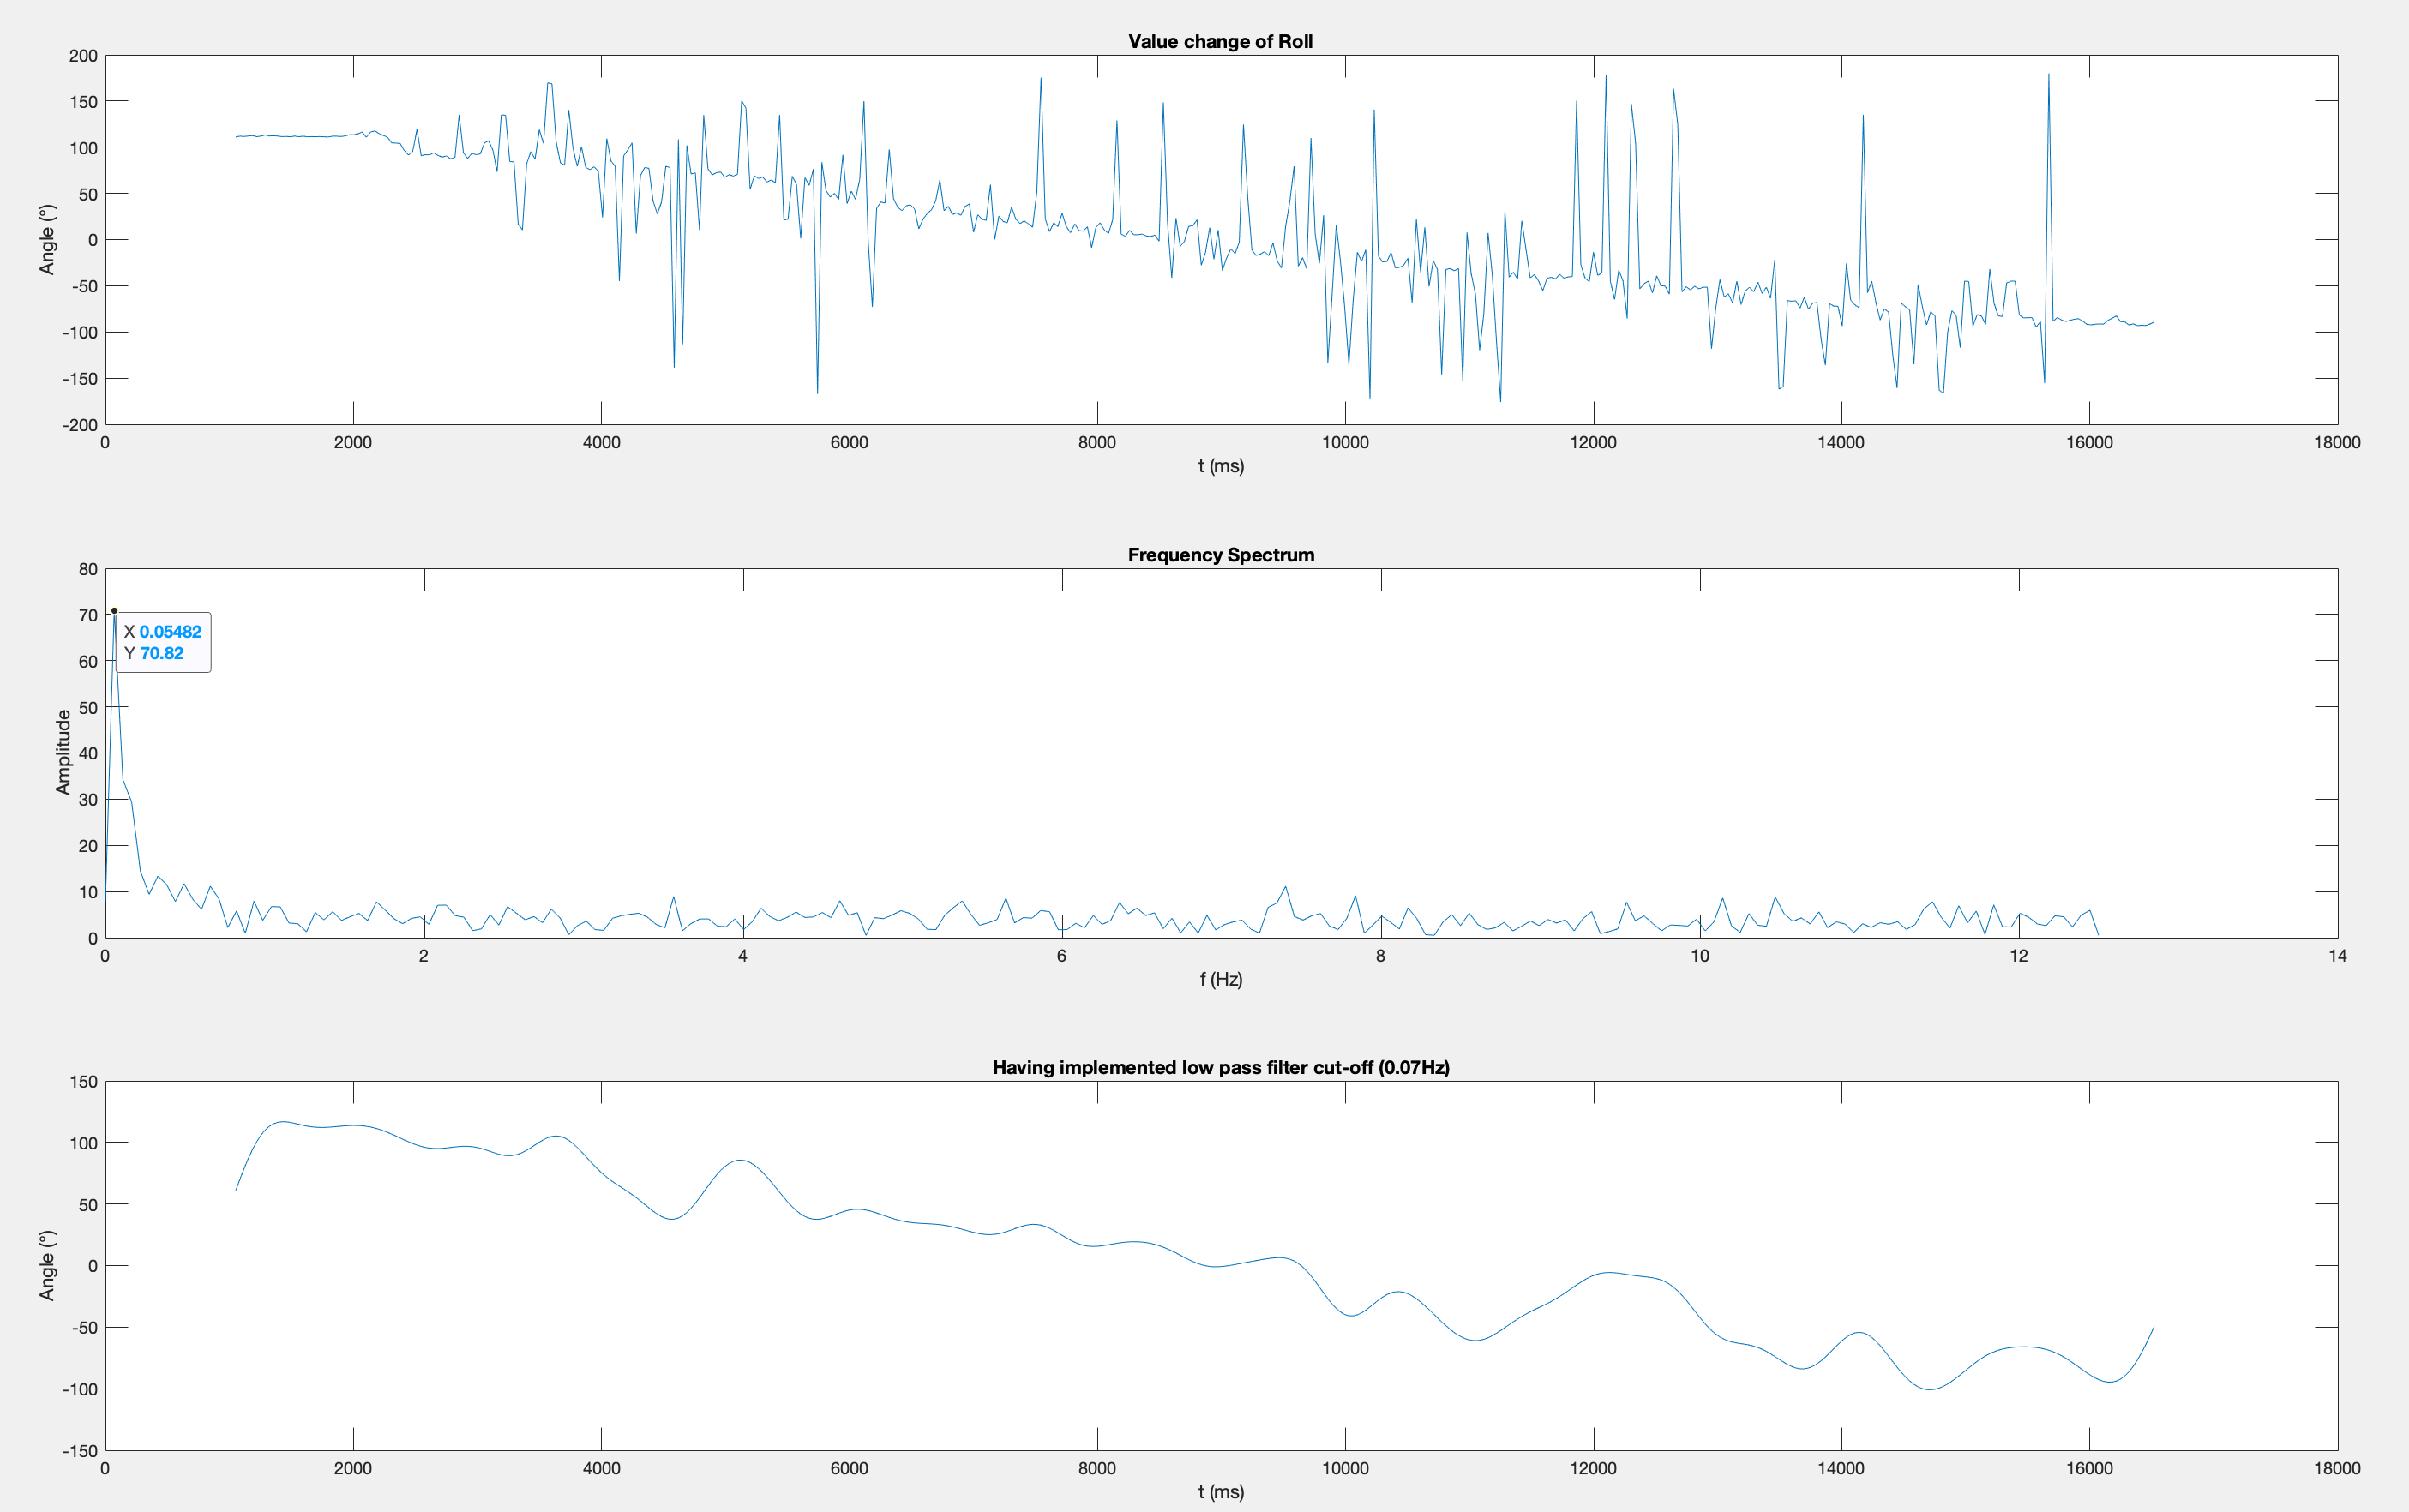 Value change of Roll
200
150
100
50
0
-50
-100
-150
-200
Angle (°)
0 2000 4000 6000 8000 10000 12000 14000 16000 18000
t (ms)
Frequency Spectrum
80
70
60
50
40
30
20
10
0
Amplitude
X 0.05482
Y 70.82
0 2 4 6 8 10 12 14
f (Hz)
Having implemented low pass filter cut-off (0.07Hz)
150
100
50
0
-50
-100
-150
Angle (°)
0 2000 4000 6000 8000 10000 12000 14000 16000 18000
t (ms)